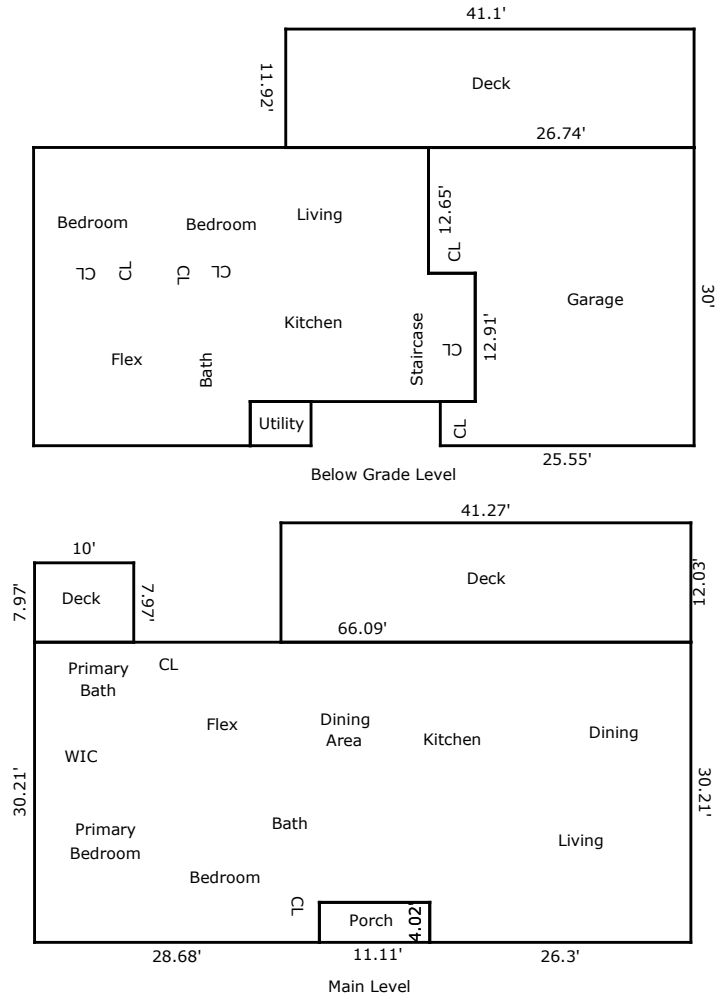 41.1'
11.92'
Deck
26.74'
Bedroom
Bedroom
Living
12.65'
CL
CL
CL
CL
CL
30'
Garage
Kitchen
Staircase
CL
12.91'
Flex
Bath
Utility
CL
25.55'
Below Grade Level
41.27'
10'
7.97'
Deck
7.97'
Deck
12.03'
66.09'
Primary
Bath
CL
Flex
Dining
Area
Kitchen
Dining
WIC
30.21'
30.21'
Primary
Bedroom
Bath
Living
Bedroom
CL
Porch
4.02'
28.68'
11.11'
26.3'
Main Level